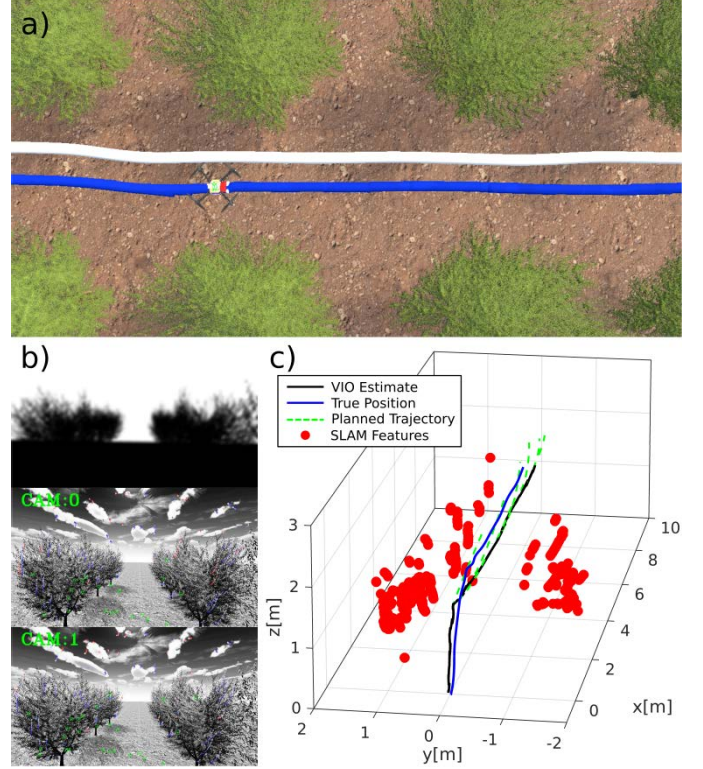 a)
b)
c)
VIO Estimate
True Position
Planned Trajectory
SLAM Features
CAM:0
CAM:1
3
2
1
0
z[m]
2
1
0
-1
-2
y[m]
10
8
6
4
2
0
x[m]